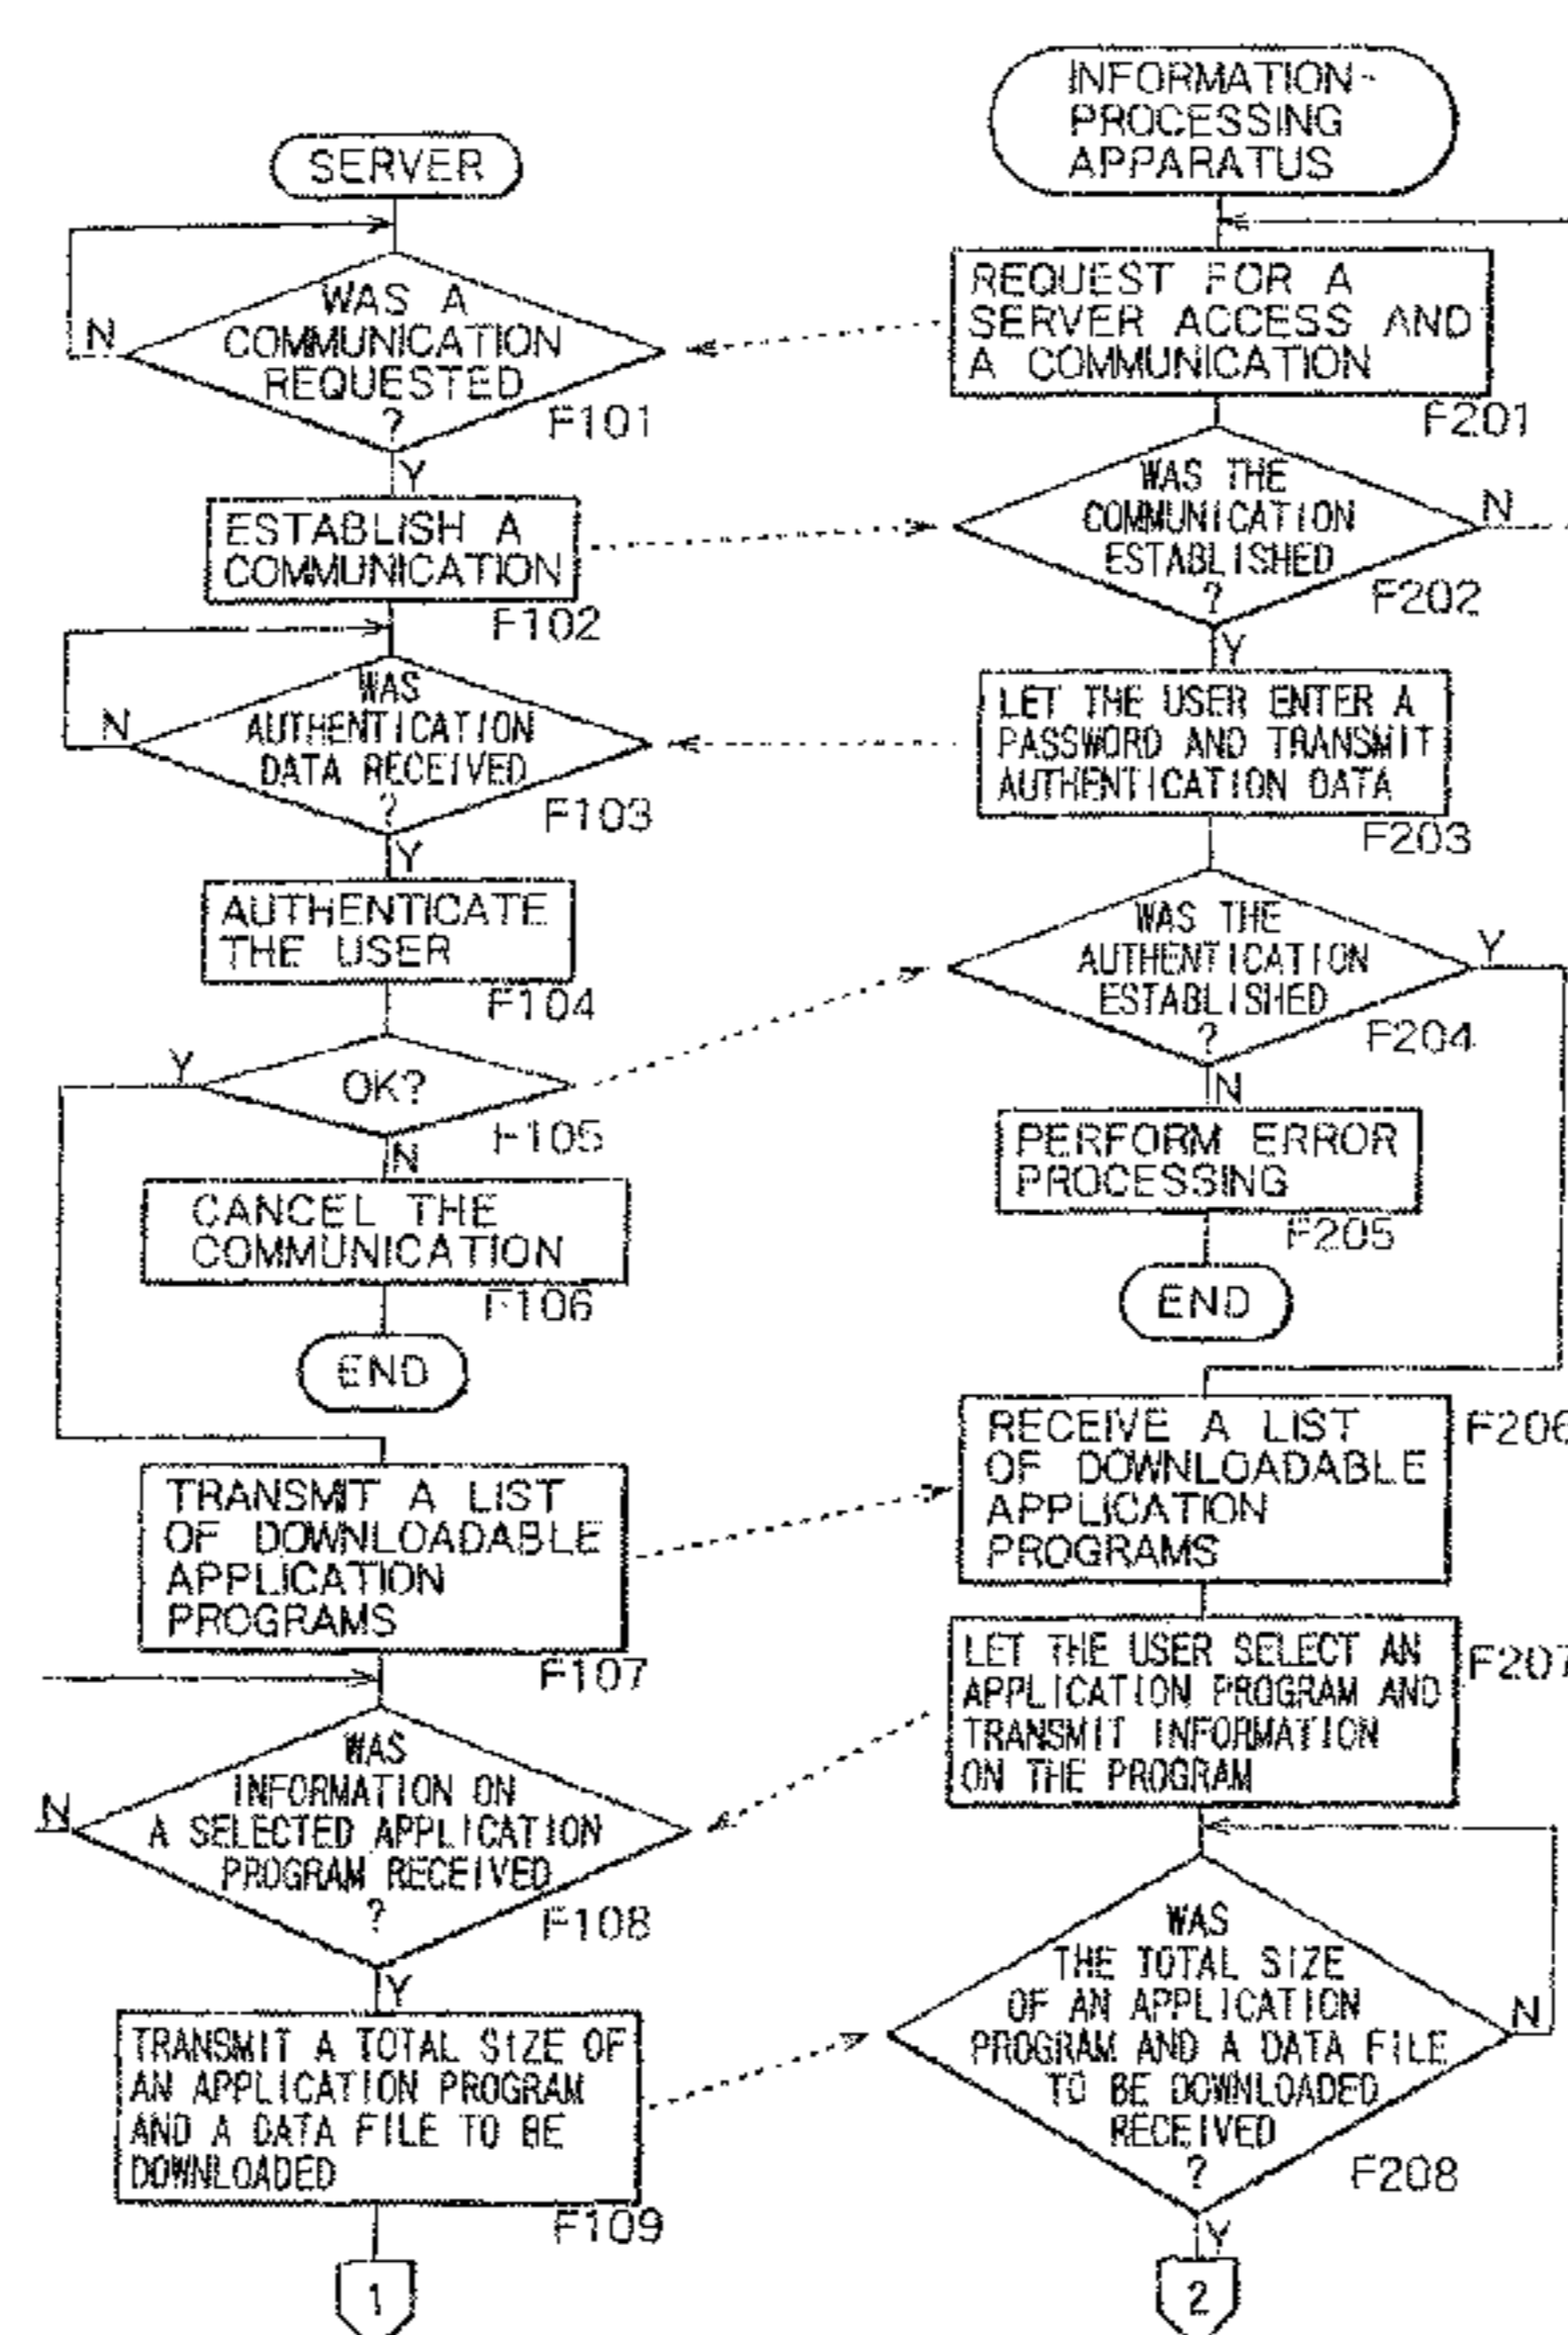 SERVER
N
WAS A
COMMUNICATION
REQUESTED
?
F101
Y
ESTABLISH A
COMMUNICATION
F102
N
WAS
AUTHENTICATION
DATA RECEIVED
?
F103
Y
AUTHENTICATE
THE USER
F104
Y
OK?
F105
N
CANCEL THE
COMMUNICATION
F106
END
TRANSMIT A LIST
OF DOWNLOADABLE
APPLICATION
PROGRAMS
F107
N
WAS
INFORMATION ON
A SELECTED APPLICATION
PROGRAM RECEIVED
?
F108
Y
TRANSMIT A TOTAL SIZE OF
AN APPLICATION PROGRAM
AND A DATA FILE TO BE
DOWNLOADED
F109
1
INFORMATION-
PROCESSING
APPARATUS
REQUEST FOR A
SERVER ACCESS AND
A COMMUNICATION
F201
WAS THE
COMMUNICATION
ESTABLISHED
?
N
F202
Y
LET THE USER ENTER A
PASSWORD AND TRANSMIT
AUTHENTICATION DATA
F203
WAS THE
AUTHENTICATION
ESTABLISHED
?
Y
F204
N
PERFORM ERROR
PROCESSING
F205
END
RECEIVE A LIST
OF DOWNLOADABLE
APPLICATION
PROGRAMS
F206
LET THE USER SELECT AN
APPLICATION PROGRAM AND
TRANSMIT INFORMATION
ON THE PROGRAM
F207
WAS
THE TOTAL SIZE
OF AN APPLICATION
PROGRAM AND A DATA FILE
TO BE DOWNLOADED
RECEIVED
?
N
F208
Y
2